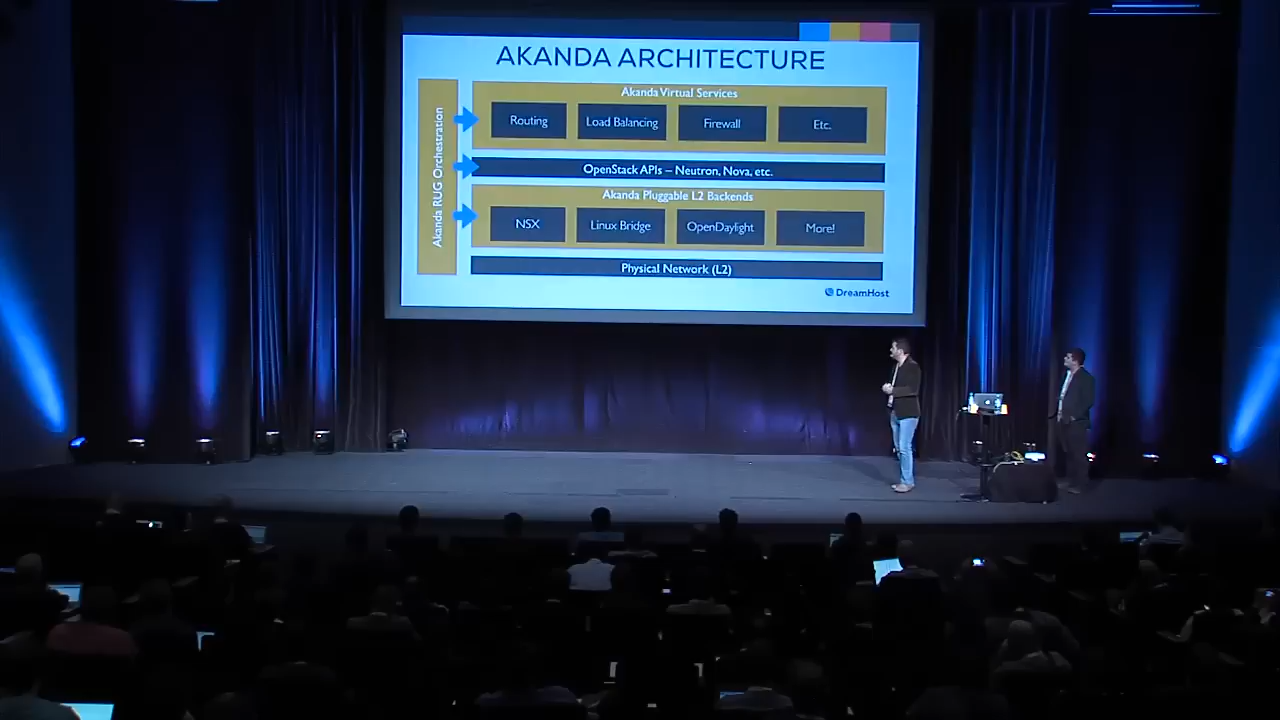 AKANDA ARCHITECTURE
Akanda RUG Orchestration
Akanda Virtual Services
Routing
Load Balancing
Firewall
Etc.
OpenStack APIs – Neutron, Nova, etc.
Akanda Pluggable L2 Backends
NSX
Linux Bridge
OpenDaylight
More!
Physical Network (L2)
DreamHost